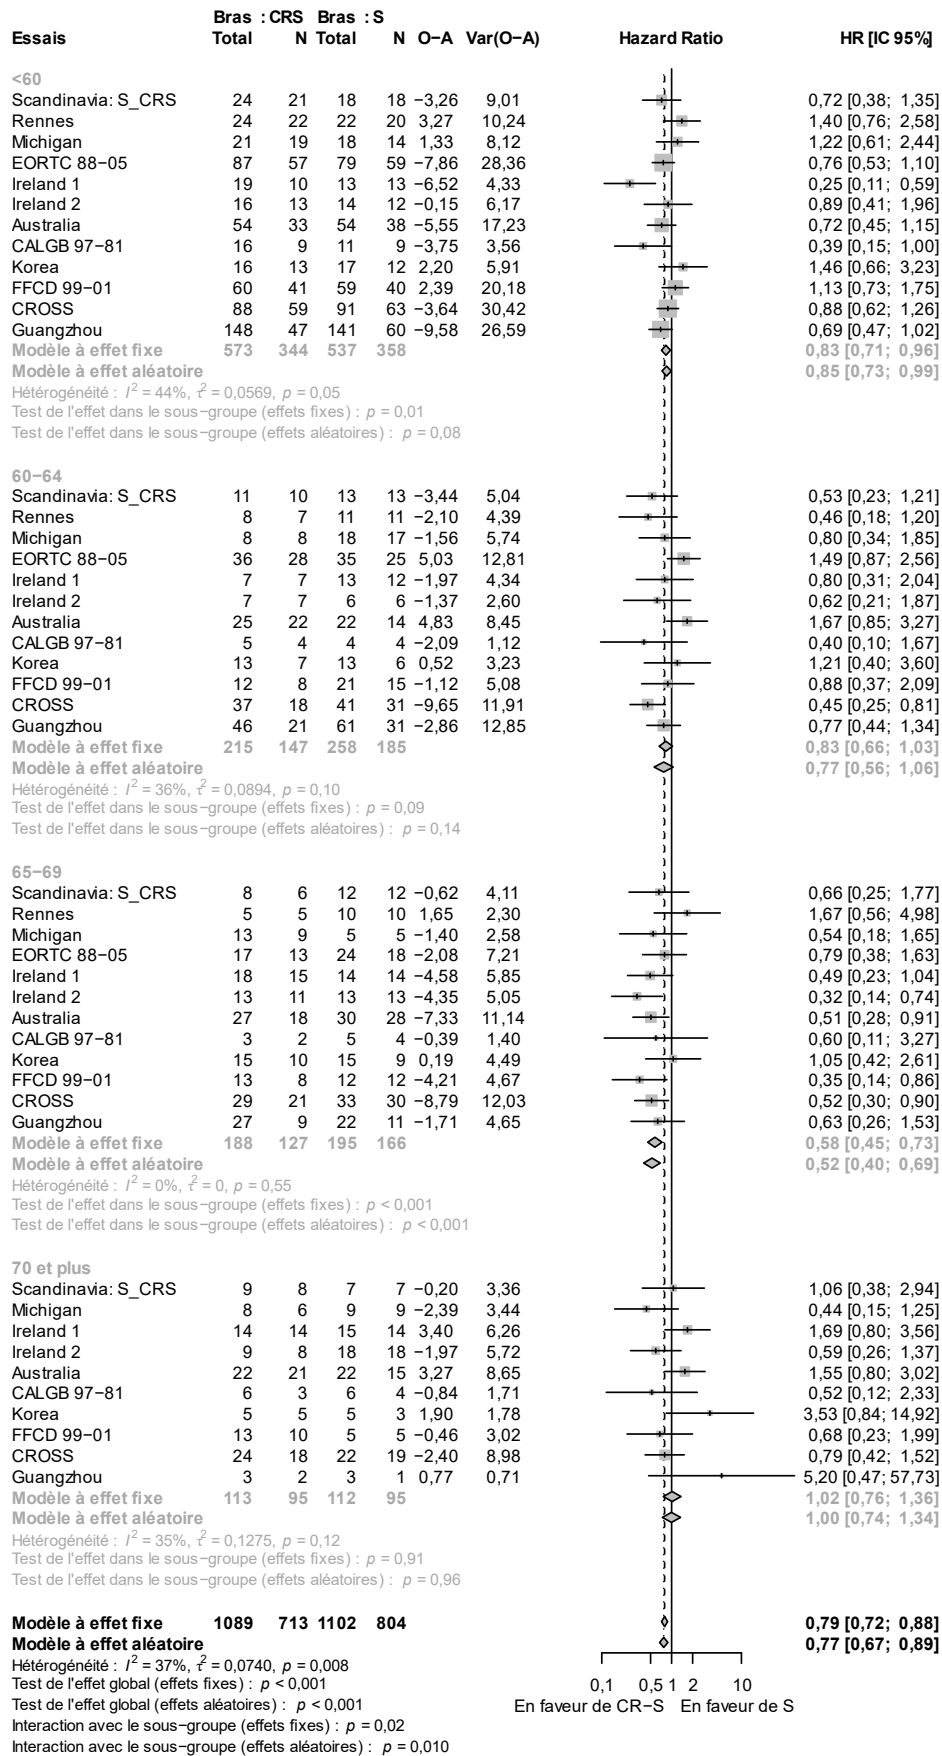 Bras : CRS Bras : S
Essais Total N Total N O−A Var(O−A) Hazard Ratio HR [IC 95%]
<60
Scandinavia: S_CRS 24 21 18 18 −3,26 9,01 0,72 [0,38; 1,35]
Rennes 24 22 22 20 3,27 10,24 1,40 [0,76; 2,58]
Michigan 21 19 18 14 1,33 8,12 1,22 [0,61; 2,44]
EORTC 88−05 87 57 79 59 −7,86 28,36 0,76 [0,53; 1,10]
Ireland 1 19 10 13 13 −6,52 4,33 0,25 [0,11; 0,59]
Ireland 2 16 13 14 12 −0,15 6,17 0,89 [0,41; 1,96]
Australia 54 33 54 38 −5,55 17,23 0,72 [0,45; 1,15]
CALGB 97−81 16 9 11 9 −3,75 3,56 0,39 [0,15; 1,00]
Korea 16 13 17 12 2,20 5,91 1,46 [0,66; 3,23]
FFCD 99−01 60 41 59 40 2,39 20,18 1,13 [0,73; 1,75]
CROSS 88 59 91 63 −3,64 30,42 0,88 [0,62; 1,26]
Guangzhou 148 47 141 60 −9,58 26,59 0,69 [0,47; 1,02]
Modèle à effet fixe 573 344 537 358 0,83 [0,71; 0,96]
Modèle à effet aléatoire 0,85 [0,73; 0,99]
Hétérogénéité : I² = 44%, τ² = 0,0569, p = 0,05
Test de l'effet dans le sous−groupe (effets fixes) : p = 0,01
Test de l'effet dans le sous−groupe (effets aléatoires) : p = 0,08
60−64
Scandinavia: S_CRS 11 10 13 13 −3,44 5,04 0,53 [0,23; 1,21]
Rennes 8 7 11 11 −2,10 4,39 0,46 [0,18; 1,20]
Michigan 8 8 18 17 −1,56 5,74 0,80 [0,34; 1,85]
EORTC 88−05 36 28 35 25 5,03 12,81 1,49 [0,87; 2,56]
Ireland 1 7 7 13 12 −1,97 4,34 0,80 [0,31; 2,04]
Ireland 2 7 7 6 6 −1,37 2,60 0,62 [0,21; 1,87]
Australia 25 22 22 14 4,83 8,45 1,67 [0,85; 3,27]
CALGB 97−81 5 4 4 4 −2,09 1,12 0,40 [0,10; 1,67]
Korea 13 7 13 6 0,52 3,23 1,21 [0,40; 3,60]
FFCD 99−01 12 8 21 15 −1,12 5,08 0,88 [0,37; 2,09]
CROSS 37 18 41 31 −9,65 11,91 0,45 [0,25; 0,81]
Guangzhou 46 21 61 31 −2,86 12,85 0,77 [0,44; 1,34]
Modèle à effet fixe 215 147 258 185 0,83 [0,66; 1,03]
Modèle à effet aléatoire 0,77 [0,56; 1,06]
Hétérogénéité : I² = 36%, τ² = 0,0894, p = 0,10
Test de l'effet dans le sous−groupe (effets fixes) : p = 0,09
Test de l'effet dans le sous−groupe (effets aléatoires) : p = 0,14
65−69
Scandinavia: S_CRS 8 6 12 12 −0,62 4,11 0,66 [0,25; 1,77]
Rennes 5 5 10 10 1,65 2,30 1,67 [0,56; 4,98]
Michigan 13 9 5 5 −1,40 2,58 0,54 [0,18; 1,65]
EORTC 88−05 17 13 24 18 −2,08 7,21 0,79 [0,38; 1,63]
Ireland 1 18 15 14 14 −4,58 5,85 0,49 [0,23; 1,04]
Ireland 2 13 11 13 13 −4,35 5,05 0,32 [0,14; 0,74]
Australia 27 18 30 28 −7,33 11,14 0,51 [0,28; 0,91]
CALGB 97−81 3 2 5 4 −0,39 1,40 0,60 [0,11; 3,27]
Korea 15 10 15 9 0,19 4,49 1,05 [0,42; 2,61]
FFCD 99−01 13 8 12 12 −4,21 4,67 0,35 [0,14; 0,86]
CROSS 29 21 33 30 −8,79 12,03 0,52 [0,30; 0,90]
Guangzhou 27 9 22 11 −1,71 4,65 0,63 [0,26; 1,53]
Modèle à effet fixe 188 127 195 166 0,58 [0,45; 0,73]
Modèle à effet aléatoire 0,52 [0,40; 0,69]
Hétérogénéité : I² = 0%, τ² = 0, p = 0,55
Test de l'effet dans le sous−groupe (effets fixes) : p < 0,001
Test de l'effet dans le sous−groupe (effets aléatoires) : p < 0,001
70 et plus
Scandinavia: S_CRS 9 8 7 7 −0,20 3,36 1,06 [0,38; 2,94]
Michigan 8 6 9 9 −2,39 3,44 0,44 [0,15; 1,25]
Ireland 1 14 14 15 14 3,40 6,26 1,69 [0,80; 3,56]
Ireland 2 9 8 18 18 −1,97 5,72 0,59 [0,26; 1,37]
Australia 22 21 22 15 3,27 8,65 1,55 [0,80; 3,02]
CALGB 97−81 6 3 6 4 −0,84 1,71 0,52 [0,12; 2,33]
Korea 5 5 5 3 1,90 1,78 3,53 [0,84; 14,92]
FFCD 99−01 13 10 5 5 −0,46 3,02 0,68 [0,23; 1,99]
CROSS 24 18 22 19 −2,40 8,98 0,79 [0,42; 1,52]
Guangzhou 3 2 3 1 0,77 0,71 5,20 [0,47; 57,73]
Modèle à effet fixe 113 95 112 95 1,02 [0,76; 1,36]
Modèle à effet aléatoire 1,00 [0,74; 1,34]
Hétérogénéité : I² = 35%, τ² = 0,1275, p = 0,12
Test de l'effet dans le sous−groupe (effets fixes) : p = 0,91
Test de l'effet dans le sous−groupe (effets aléatoires) : p = 0,96
Modèle à effet fixe 1089 713 1102 804 0,79 [0,72; 0,88]
Modèle à effet aléatoire 0,77 [0,67; 0,89]
Hétérogénéité : I² = 37%, τ² = 0,0740, p = 0,008
Test de l'effet global (effets fixes) : p < 0,001
Test de l'effet global (effets aléatoires) : p < 0,001
Interaction avec le sous−groupe (effets fixes) : p = 0,02
Interaction avec le sous−groupe (effets aléatoires) : p = 0,010
0,1 0,5 1 2 10
En faveur de CR−S En faveur de S